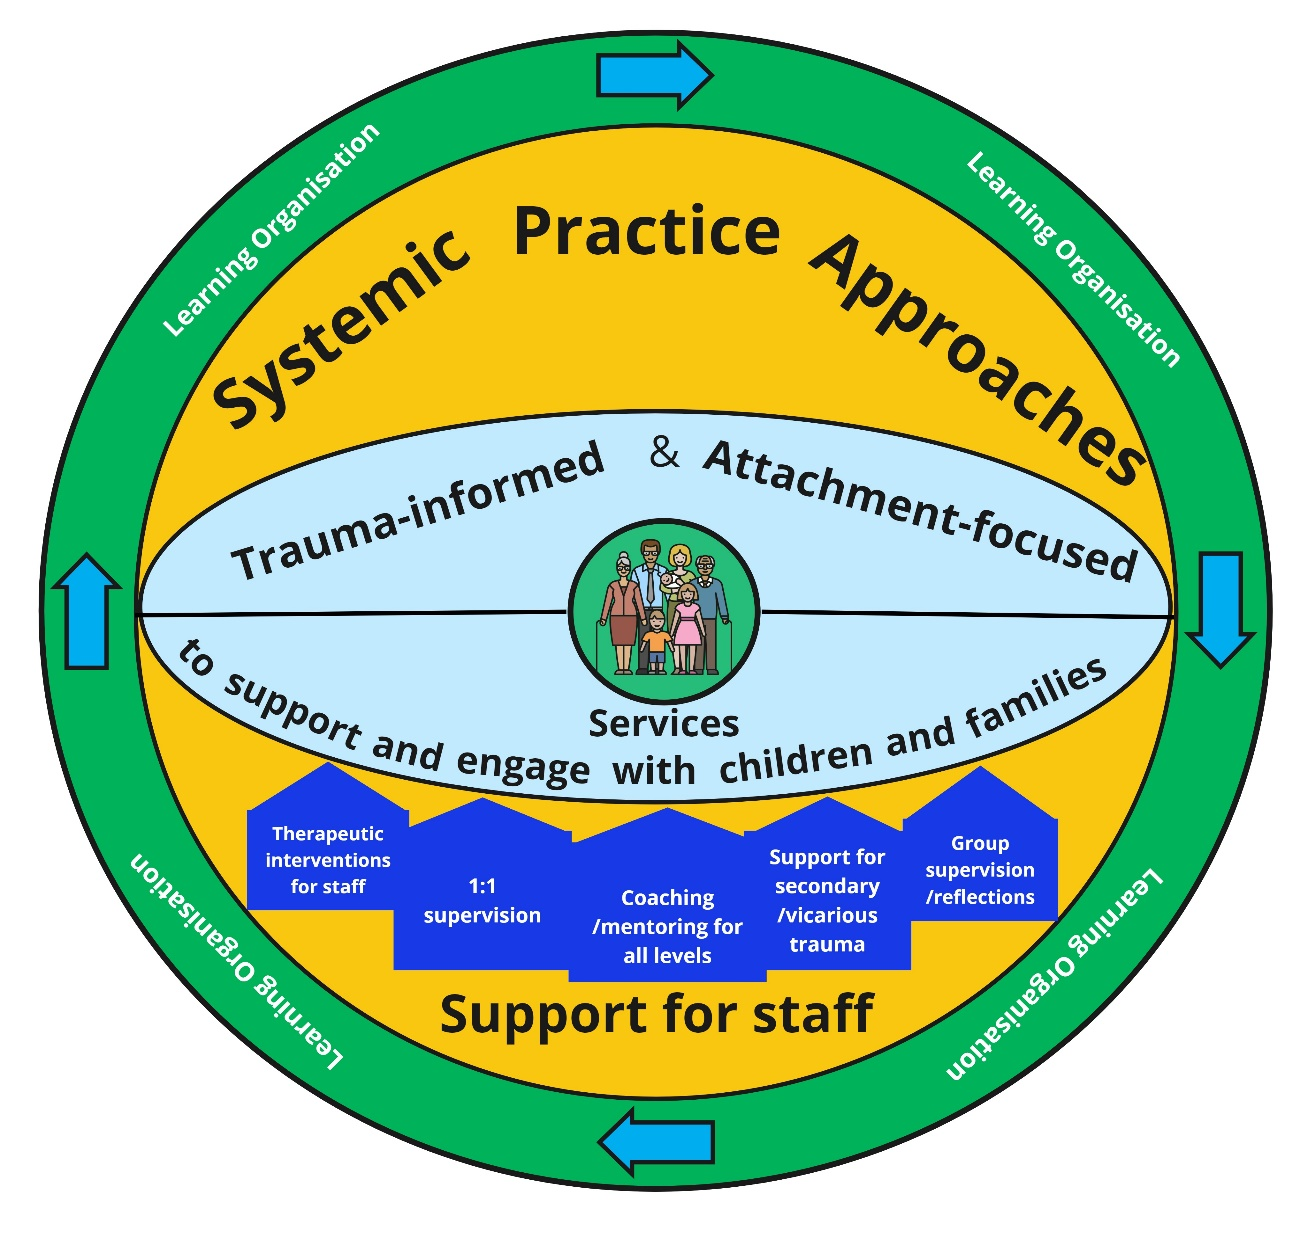 Learning Organisation
Learning Organisation
Systemic Practice Approaches
Trauma-informed & Attachment-focused
Services
to support and engage with children and families
Therapeutic
interventions
for staff
1:1
supervision
Coaching
/mentoring for
all levels
Support for
secondary
/vicarious
trauma
Group
supervision
/reflections
Support for staff
Learning Organisation
Learning Organisation